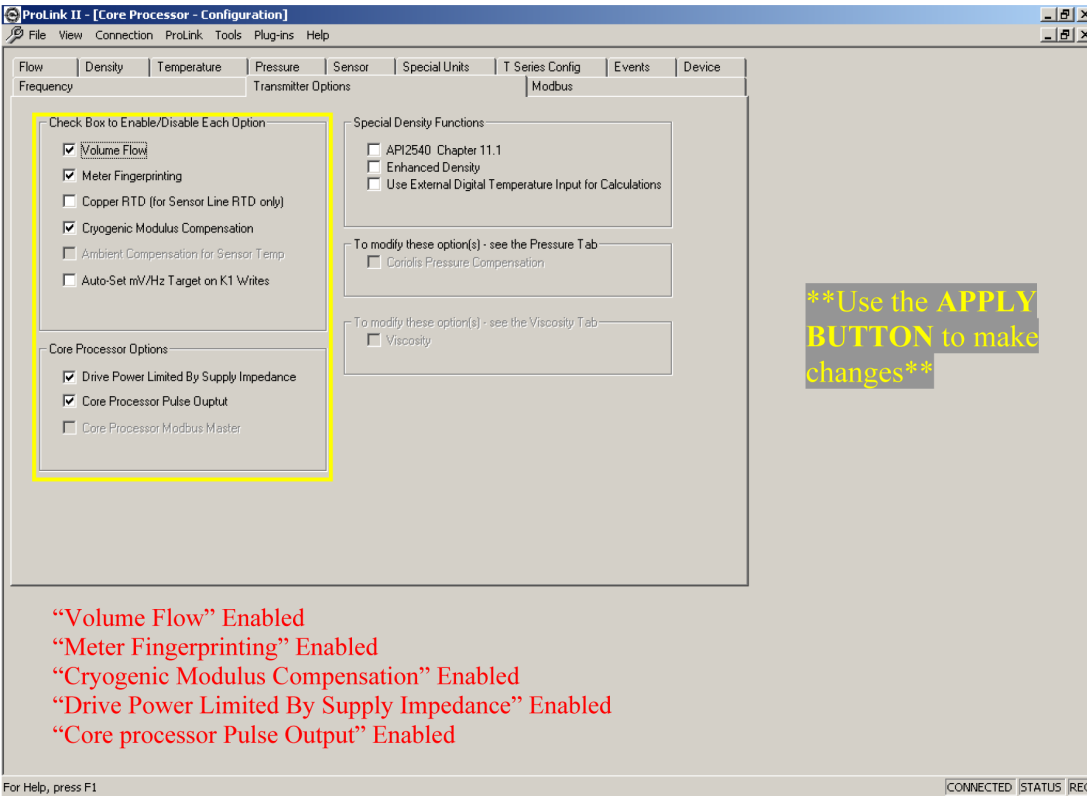 ProLink II - [Core Processor - Configuration]
File View Connection ProLink Tools Plug-ins Help
Flow Density Temperature Pressure Sensor Special Units T Series Config Events Device
Frequency Transmitter Options Modbus
Check Box to Enable/Disable Each Option
Volume Flow
Meter Fingerprinting
Copper RTD (for Sensor Line RTD only)
Cryogenic Modulus Compensation
Ambient Compensation for Sensor Temp
Auto-Set mV/Hz Target on K1 Writes
Core Processor Options
Drive Power Limited By Supply Impedance
Core Processor Pulse Ouptut
Core Processor Modbus Master
Special Density Functions
API2540 Chapter 11.1
Enhanced Density
Use External Digital Temperature Input for Calculations
To modify these option(s) - see the Pressure Tab
Coriolis Pressure Compensation
To modify these option(s) - see the Viscosity Tab
Viscosity
**Use the APPLY
BUTTON to make
changes**
“Volume Flow” Enabled
“Meter Fingerprinting” Enabled
“Cryogenic Modulus Compensation” Enabled
“Drive Power Limited By Supply Impedance” Enabled
“Core processor Pulse Output” Enabled
For Help, press F1
CONNECTED STATUS REC